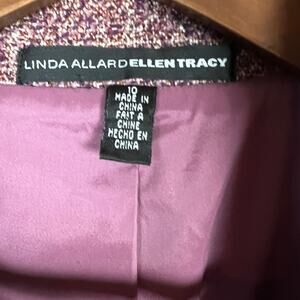 LINDA ALLARD ELLEN TRACY
10
MADE IN
CHINA
FAIT A
CHINE
HECHO EN
CHINA